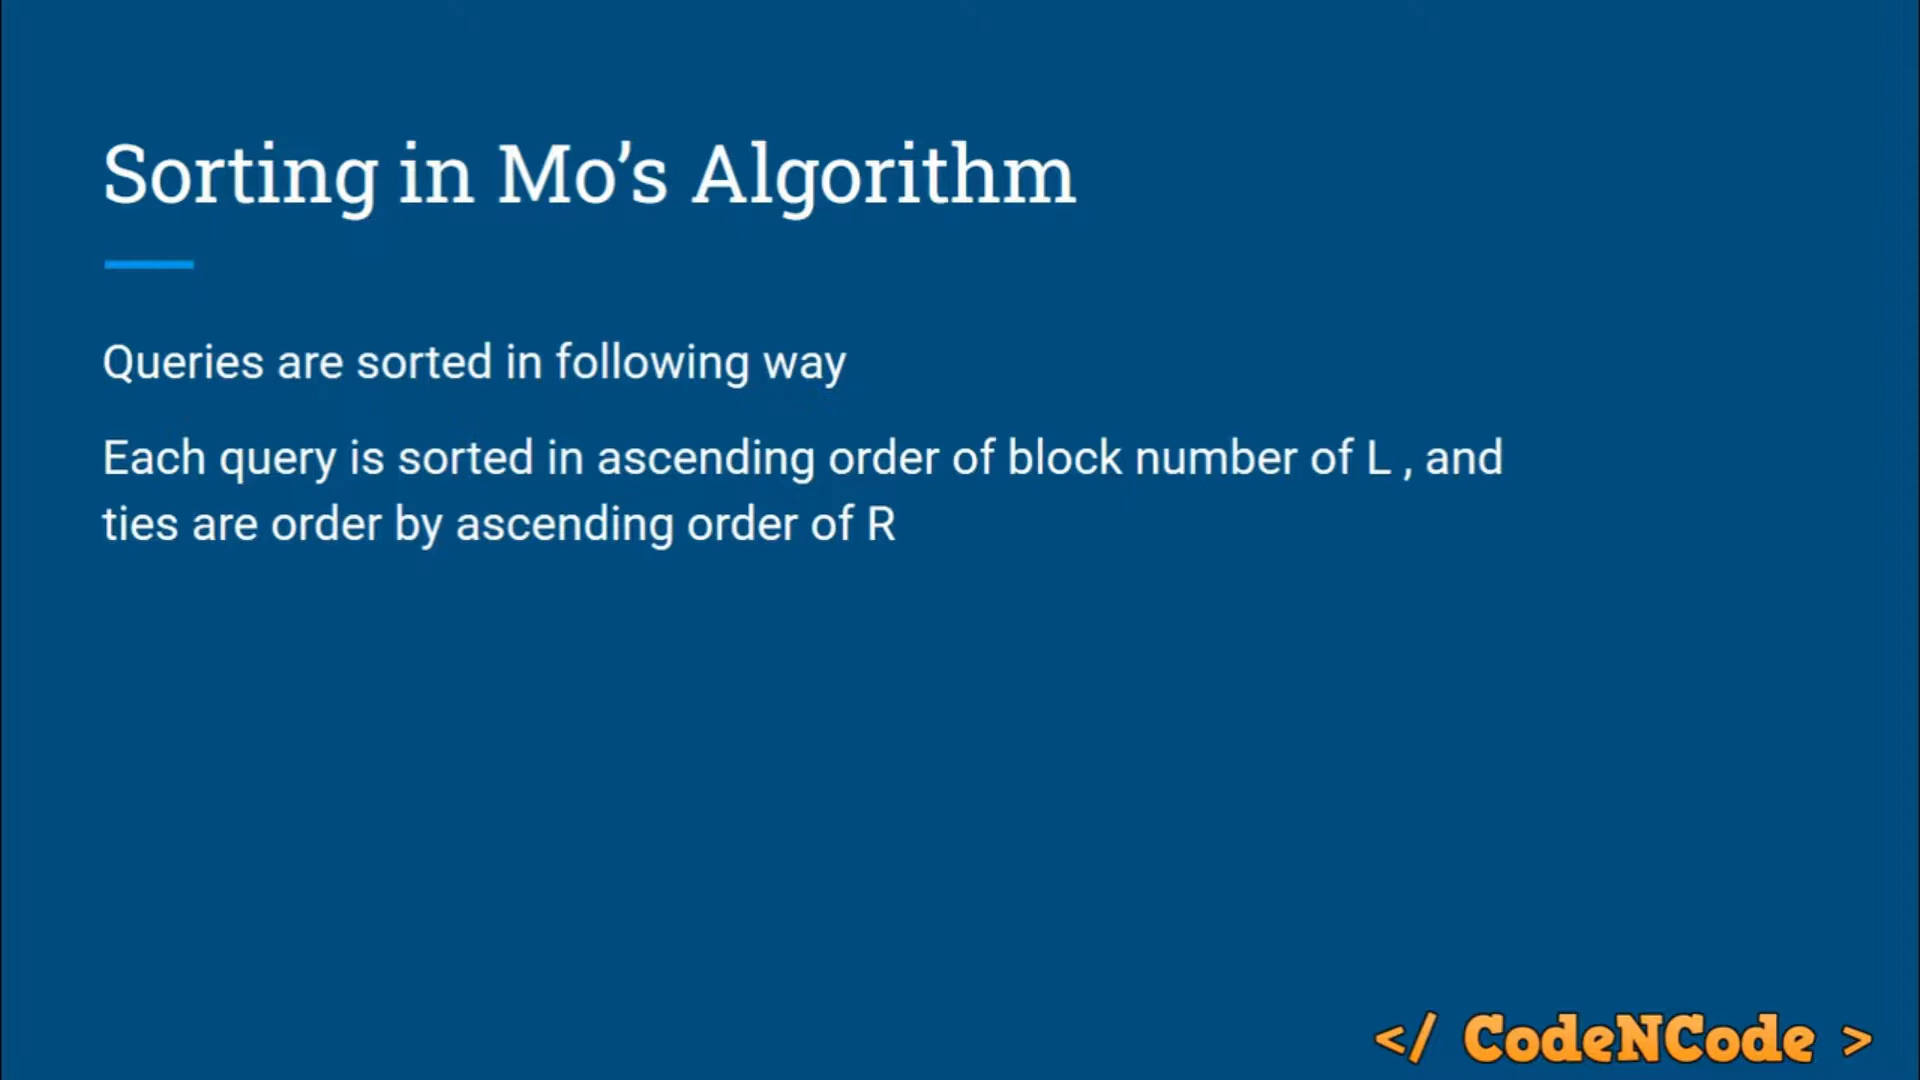 Sorting in Mo’s Algorithm
Queries are sorted in following way
Each query is sorted in ascending order of block number of L , and
ties are order by ascending order of R
</ CodeNCode >